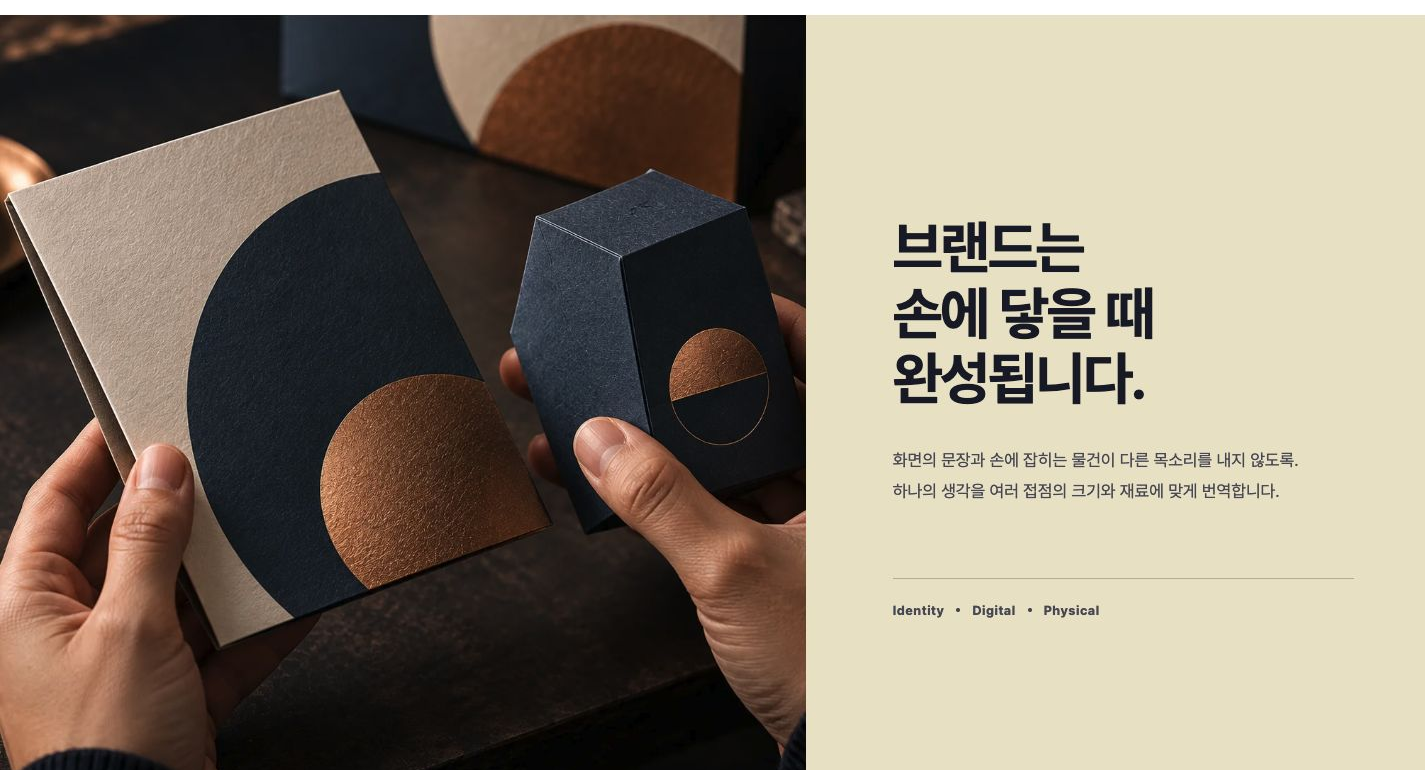 브랜드는
손에 닿을 때
완성됩니다.
화면의 문장과 손에 잡히는 물건이 다른 목소리를 내지 않도록.
하나의 생각을 여러 접점의 크기와 재료에 맞게 번역합니다.
Identity • Digital • Physical